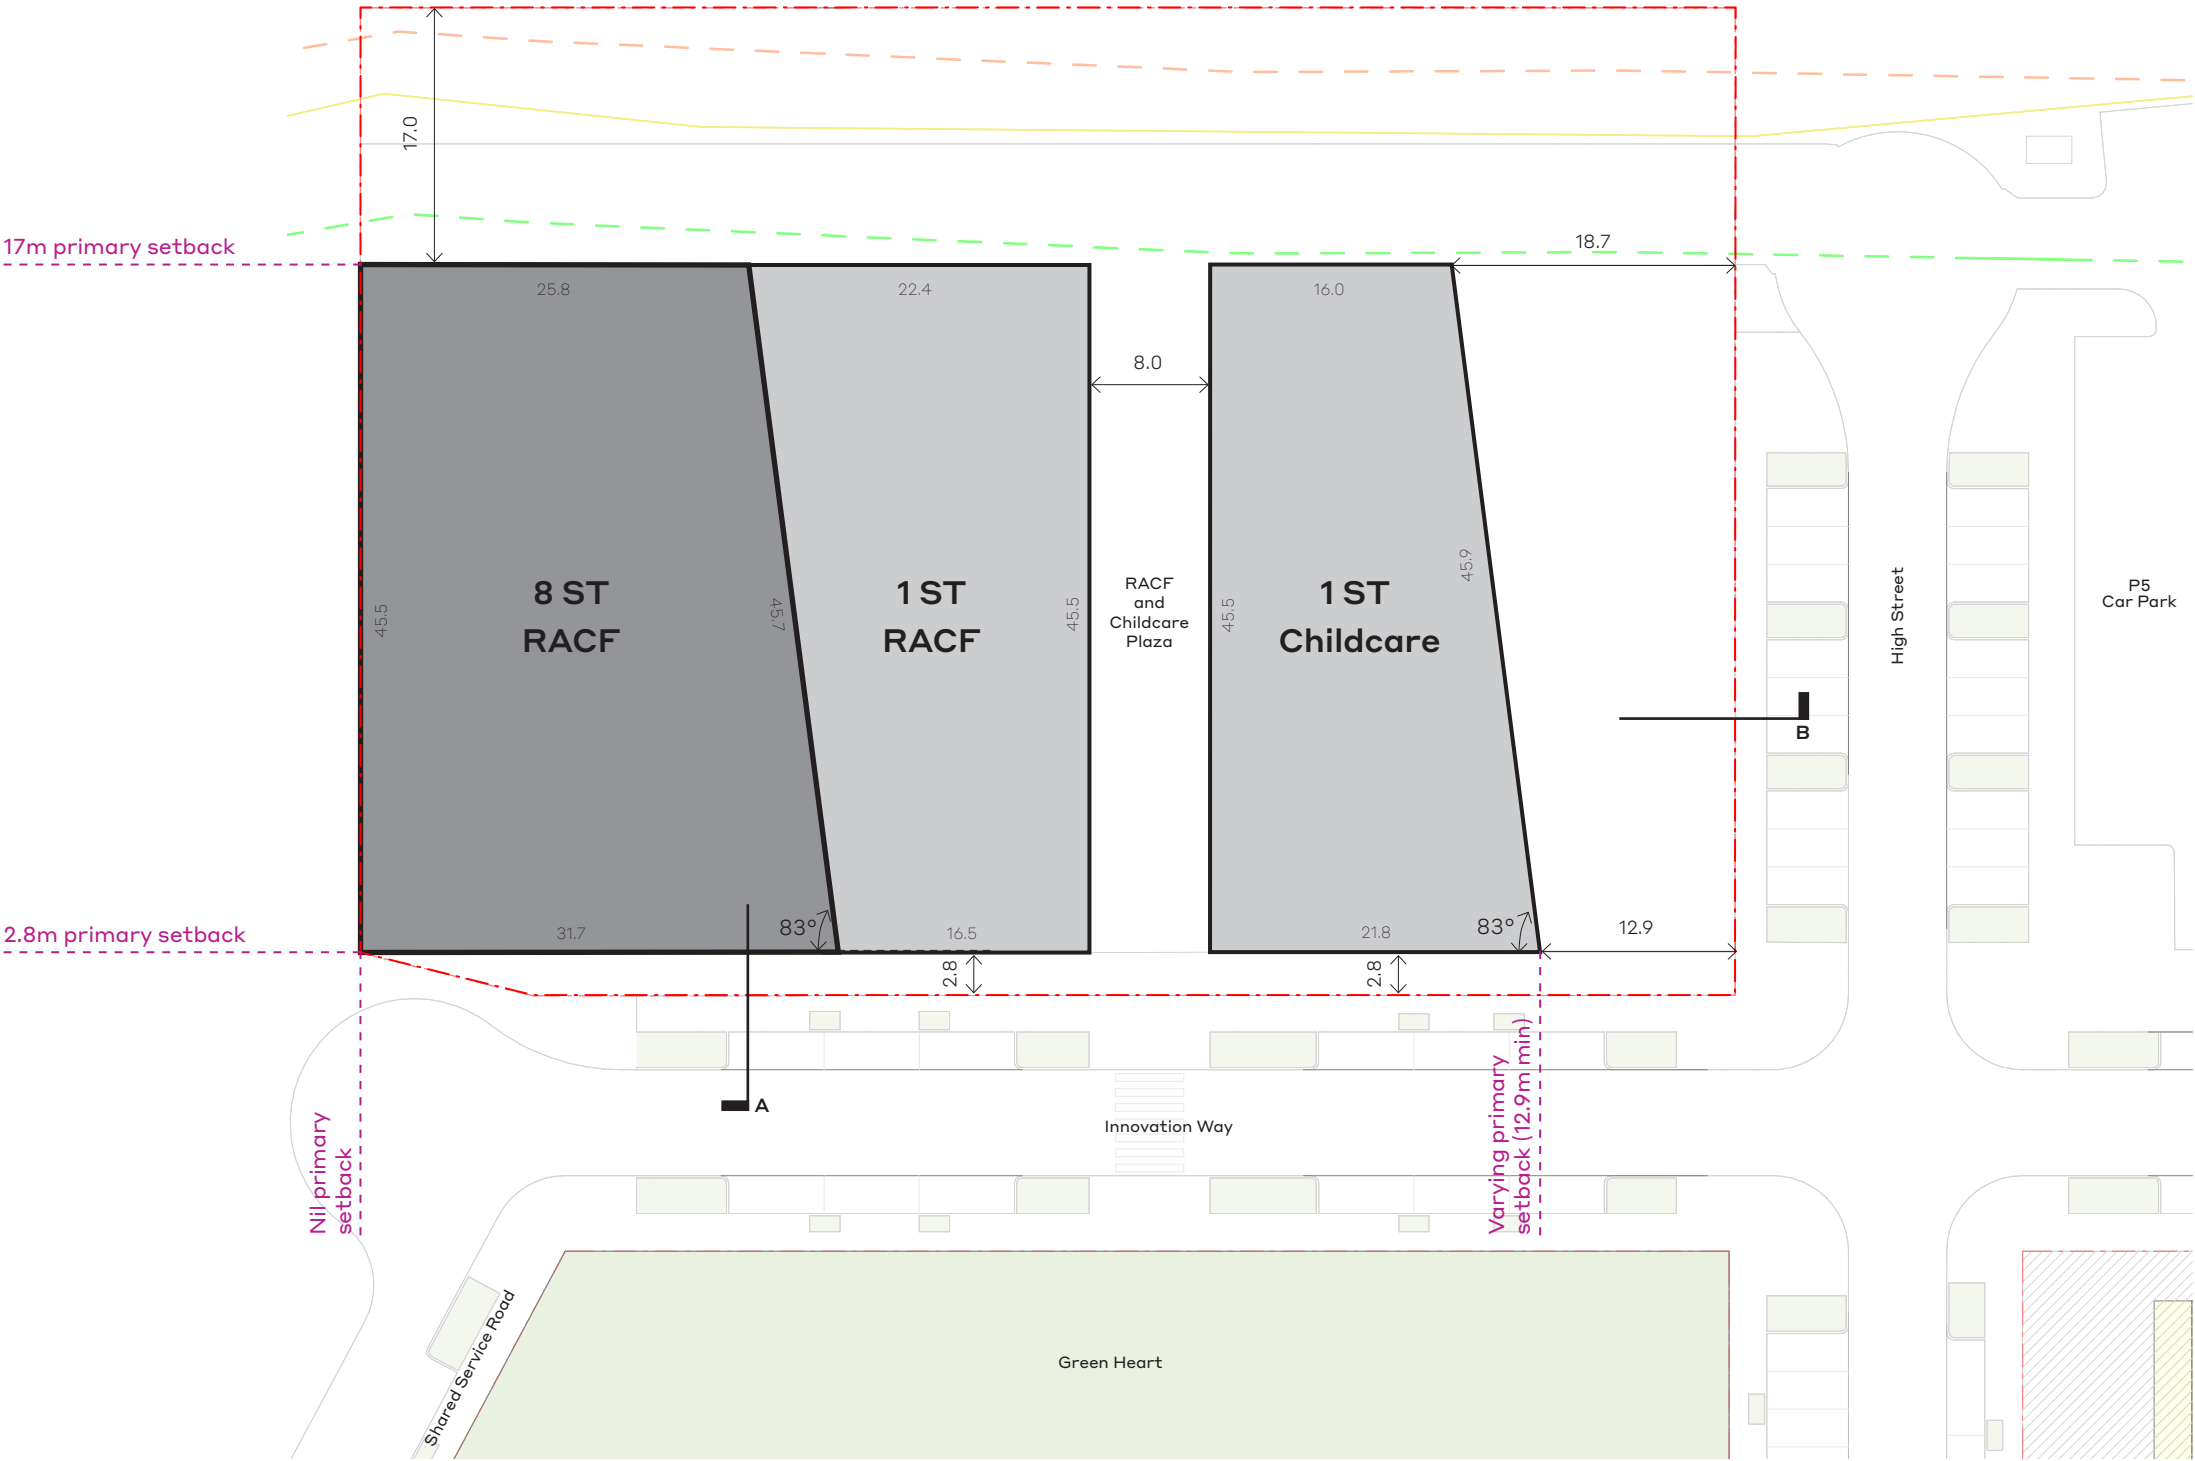 17.0
17m primary setback
18.7
25.8
22.4
16.0
8.0
8 ST
RACF
1 ST
RACF
RACF
and
Childcare
Plaza
1 ST
Childcare
45.5
45.7
45.5
45.5
45.9
High Street
P5
Car Park
B
2.8m primary setback
31.7
83°
16.5
21.8
83°
12.9
2.8
2.8
A
Innovation Way
Nil primary
setback
Varying primary
setback (12.9m min)
Shared Service Road
Green Heart